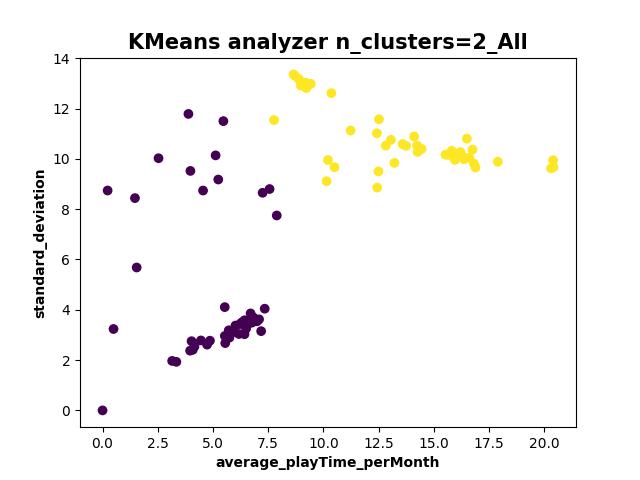 KMeans analyzer n_clusters=2_All
14
12
10
8
6
4
2
0
standard_deviation
0.0 2.5 5.0 7.5 10.0 12.5 15.0 17.5 20.0
average_playTime_perMonth